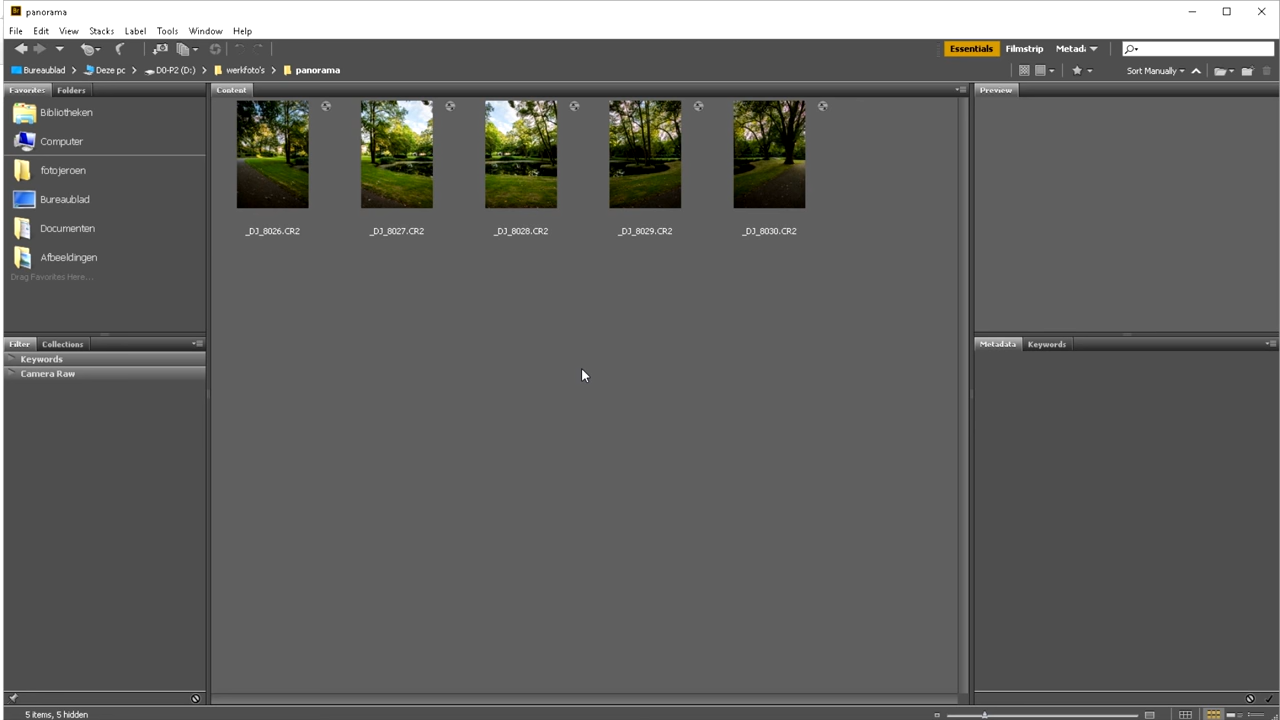 Br panorama
File Edit View Stacks Label Tools Window Help
Essentials Filmstrip
Bureaublad Deze pc D0-P2 (D:) werkfoto's panorama Sort Manually
Favorites Folders Content Preview
Bibliotheken
Computer
fotojeroen
Bureaublad
Documenten
Afbeeldingen
Drag Favorites Here...
_DJ_8026.CR2 _DJ_8027.CR2 _DJ_8028.CR2 _DJ_8029.CR2 _DJ_8030.CR2
Filter Collections Metadata Keywords
Keywords
Camera Raw
5 items, 5 hidden